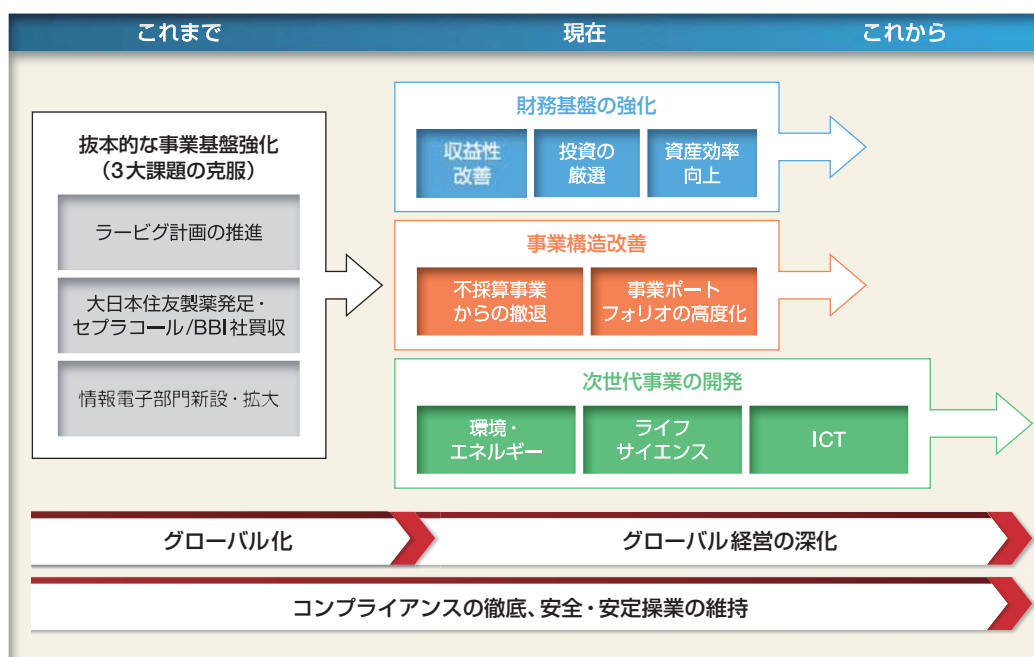 これまで
現在
これから
抜本的な事業基盤強化
（3大課題の克服）
ラービグ計画の推進
大日本住友製薬発足・
セプラコール/BBI社買収
情報電子部門新設・拡大
財務基盤の強化
収益性
改善
投資の
厳選
資産効率
向上
事業構造改善
不採算事業
からの撤退
事業ポート
フォリオの高度化
次世代事業の開発
環境・
エネルギー
ライフ
サイエンス
ICT
グローバル化
グローバル経営の深化
コンプライアンスの徹底、安全・安定操業の維持